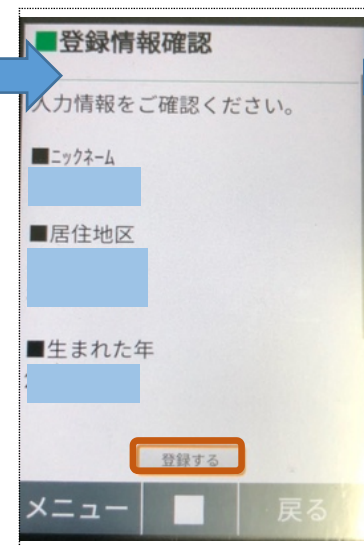 ■登録情報確認
入力情報をご確認ください。
■ニックネーム
■居住地区
■生まれた年
登録する
メニュー
戻る